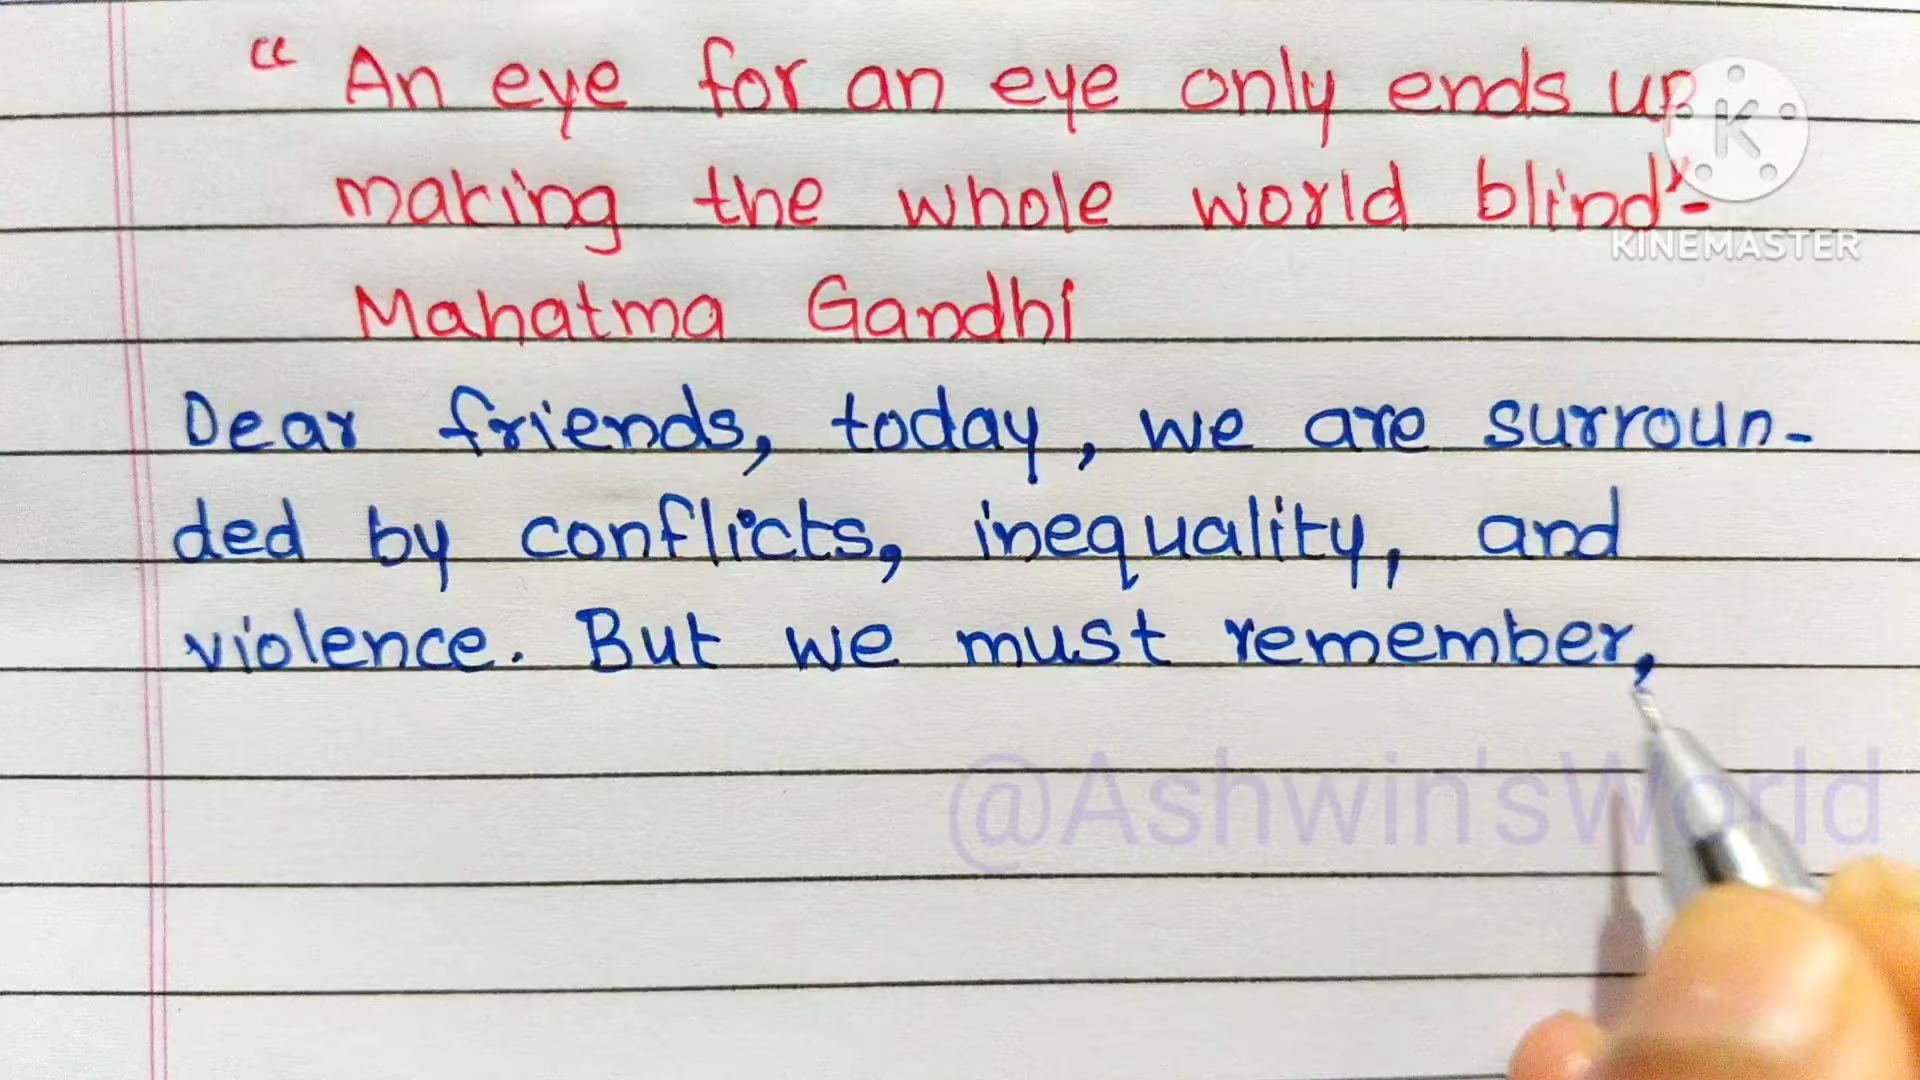 “ An eye for an eye only ends up
making the whole world blind”-
Mahatma Gandhi
Dear friends, today, we are surroun-
ded by conflicts, inequality, and
violence. But we must remember,
KINEMASTER
@Ashwin'sWorld